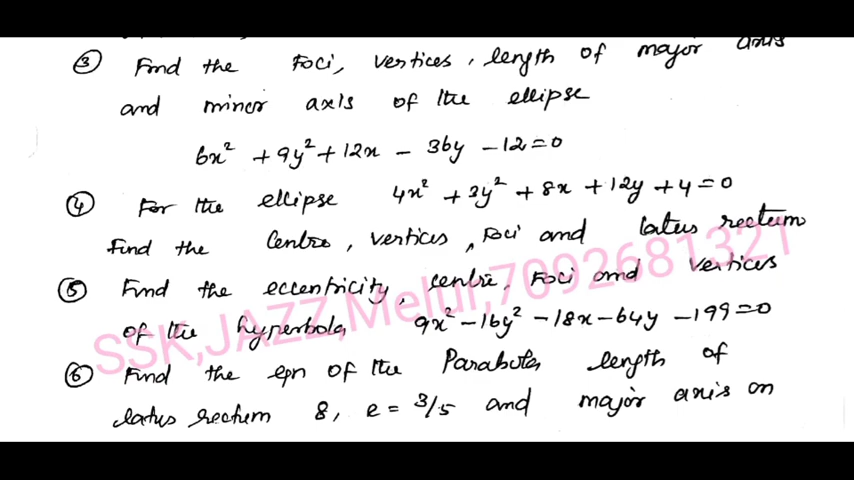 ③ Find the Foci, vertices, length of major axis
and minor axis of the ellipse
6x² + 9y² + 12x - 36y - 12 = 0
④ For the ellipse 4x² + 3y² + 8x + 12y + 4 = 0
Find the Centre, vertices, Foci and latus rectum
⑤ Find the eccentricity, centre, Foci and vertices
of the hyperbola 9x² - 16y² - 18x - 64y - 199 = 0
⑥ Find the eqn of the Parabola length of
latus rectum 8, e = 3/5 and major axis on
SSK,JAZZ,Melur,7092681321